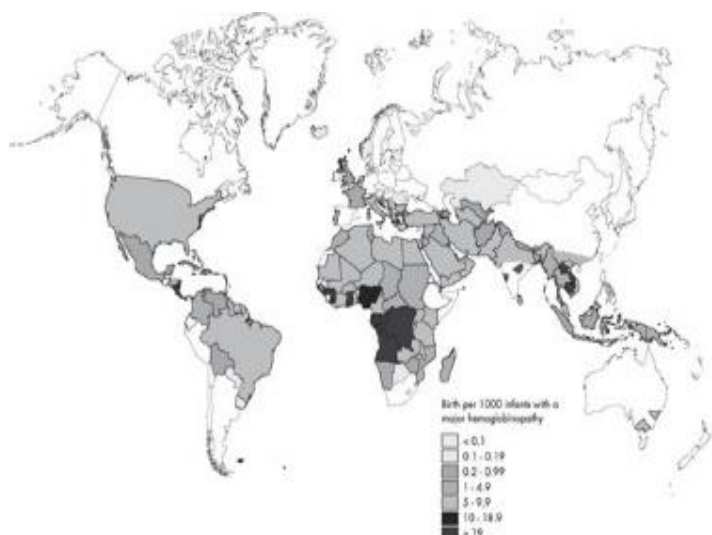 Birth per 1000 infants with a
major hemoglobinopathy
< 0.1
0.1 - 0.19
0.2 - 0.99
1 - 4.9
5 - 9.9
10 - 18.9
> 19